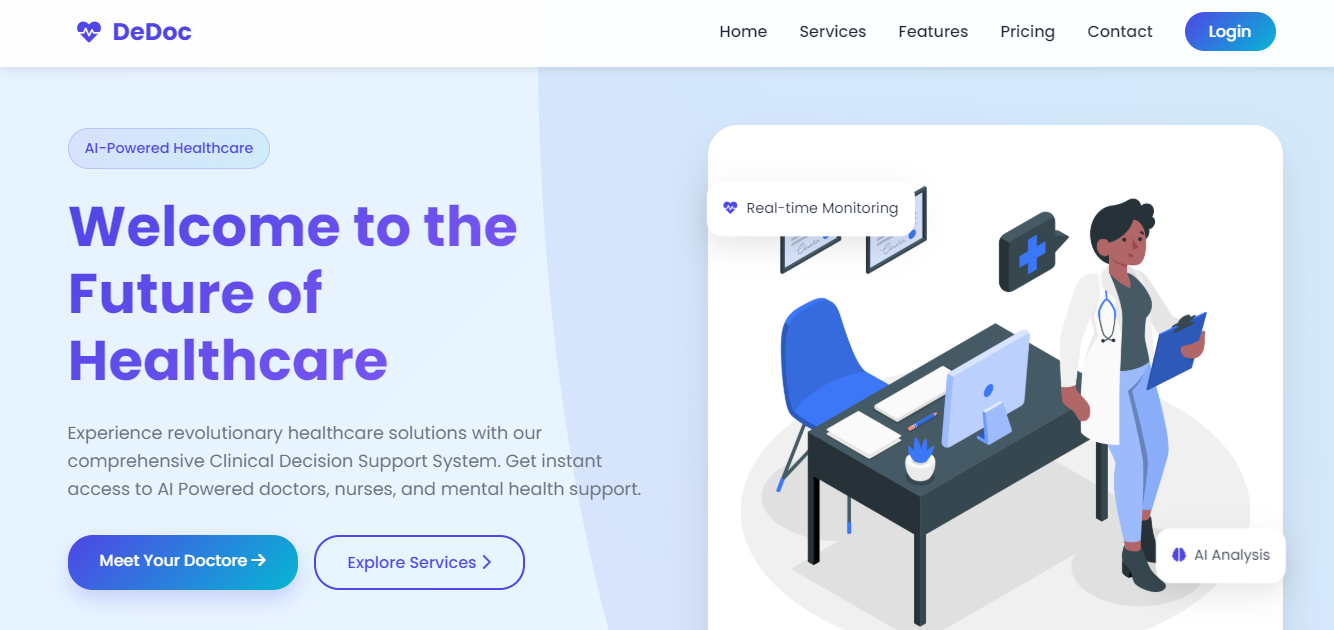 DeDoc
Home Services Features Pricing Contact Login
AI-Powered Healthcare
Welcome to the
Future of
Healthcare
Experience revolutionary healthcare solutions with our
comprehensive Clinical Decision Support System. Get instant
access to AI Powered doctors, nurses, and mental health support.
Meet Your Doctore
Explore Services
Real-time Monitoring
AI Analysis